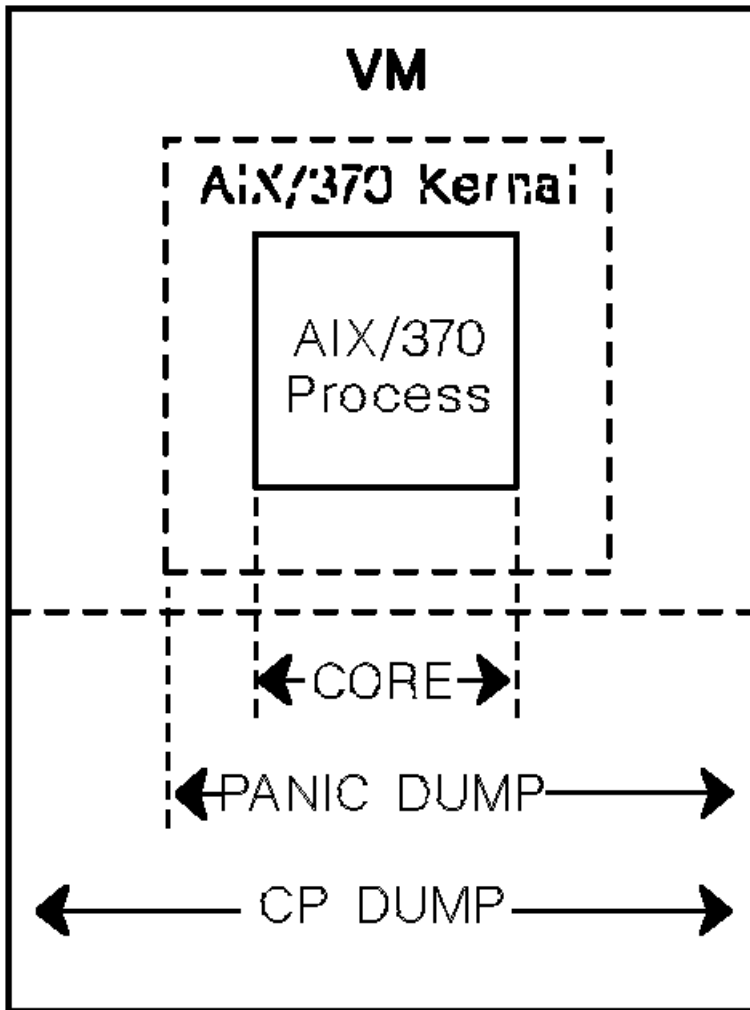 VM
AIX/370 Kernal
AIX/370
Process
CORE
PANIC DUMP
CP DUMP